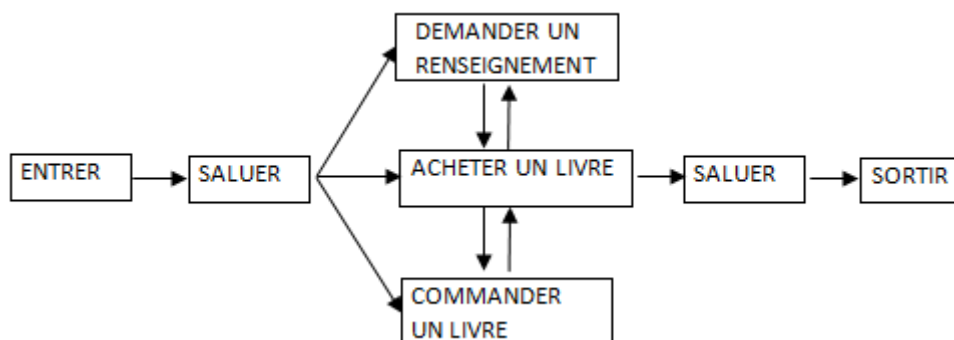 DEMANDER UN
RENSEIGNEMENT
ENTRER
SALUER
ACHETER UN LIVRE
SALUER
SORTIR
COMMANDER
UN LIVRE